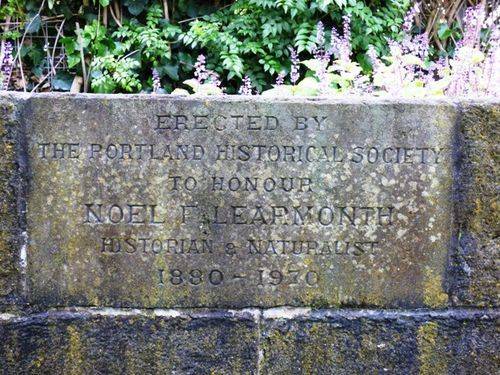 ERECTED BY
THE PORTLAND HISTORICAL SOCIETY
TO HONOUR
NOEL F. LEARMONTH
HISTORIAN & NATURALIST
1880 - 1970